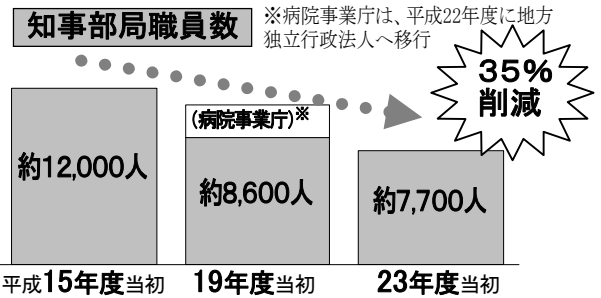 知事部局職員数
※病院事業庁は、平成22年度に地方
独立行政法人へ移行
35%
削減
(病院事業庁)※
約12,000人
約8,600人
約7,700人
平成15年度当初
19年度当初
23年度当初